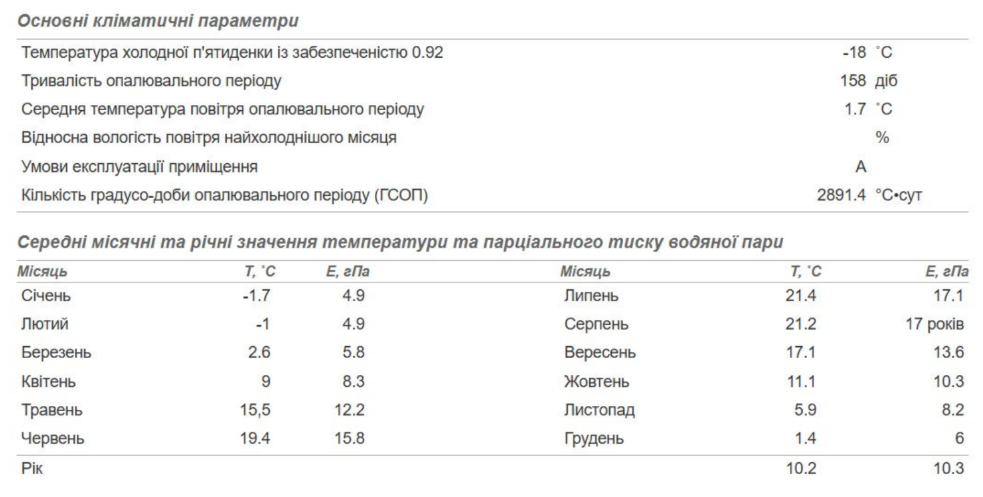 Основні кліматичні параметри
Температура холодної п'ятиденки із забезпеченістю 0.92 -18 ˚С
Тривалість опалювального періоду 158 діб
Середня температура повітря опалювального періоду 1.7 ˚С
Відносна вологість повітря найхолоднішого місяця %
Умови експлуатації приміщення А
Кількість градусо-доби опалювального періоду (ГСОП) 2891.4 °С•сут
Середні місячні та річні значення температури та парціального тиску водяної пари
Місяць Т, ˚С Е, гПа Місяць Т, ˚С Е, гПа
Січень -1.7 4.9 Липень 21.4 17.1
Лютий -1 4.9 Серпень 21.2 17 років
Березень 2.6 5.8 Вересень 17.1 13.6
Квітень 9 8.3 Жовтень 11.1 10.3
Травень 15,5 12.2 Листопад 5.9 8.2
Червень 19.4 15.8 Грудень 1.4 6
Рік 10.2 10.3